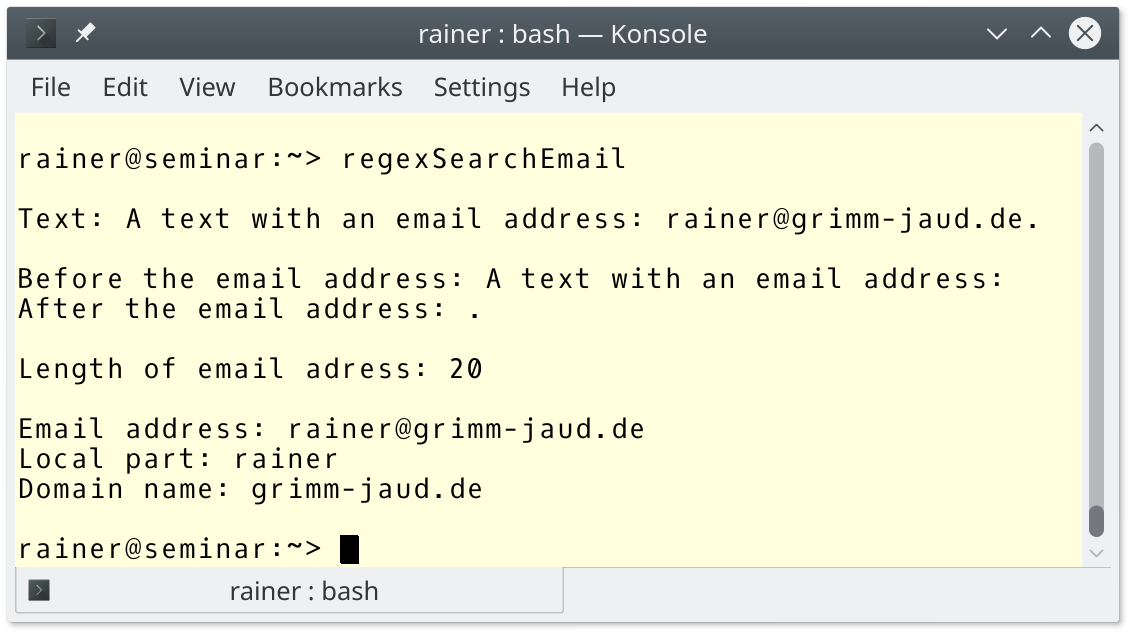 rainer : bash — Konsole
File Edit View Bookmarks Settings Help
rainer@seminar:~> regexSearchEmail
Text: A text with an email address: rainer@grimm-jaud.de.
Before the email address: A text with an email address:
After the email address: .
Length of email adress: 20
Email address: rainer@grimm-jaud.de
Local part: rainer
Domain name: grimm-jaud.de
rainer@seminar:~>
rainer : bash